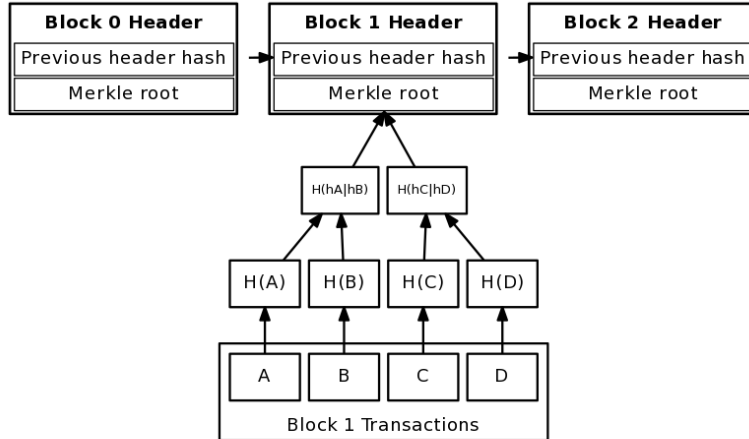 Block 0 Header
Previous header hash
Merkle root
Block 1 Header
Previous header hash
Merkle root
Block 2 Header
Previous header hash
Merkle root
H(hA|hB)
H(hC|hD)
H(A)
H(B)
H(C)
H(D)
A
B
C
D
Block 1 Transactions